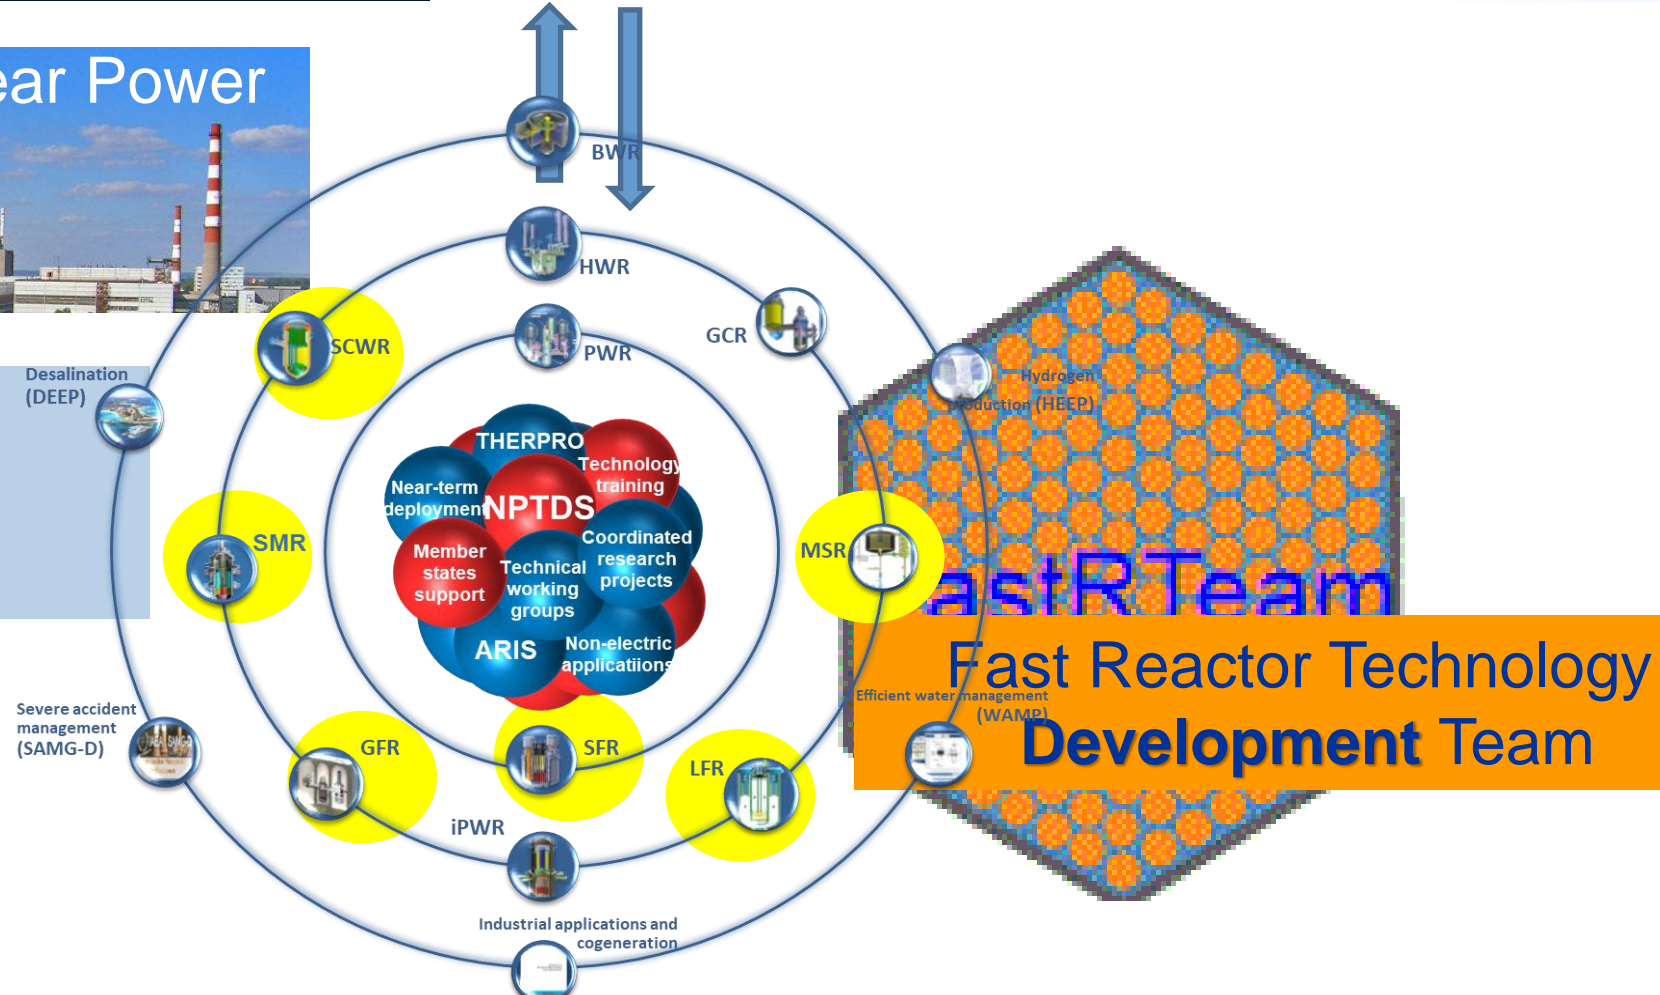 ear Power
BWR
HWR
GCR
SCWR
PWR
Desalination
(DEEP)
Hydrogen
production (HEEP)
THERPRO
Technology
training
Near-term
deployment
NPTDS
Coordinated
research
projects
Member
states
support
Technical
working
groups
ARIS
Non-electric
applicatiions
SMR
MSR
astRTeam
Fast Reactor Technology
Development Team
Efficient water management
(WAMP)
Severe accident
management
(SAMG-D)
GFR
SFR
LFR
iPWR
Industrial applications and
cogeneration